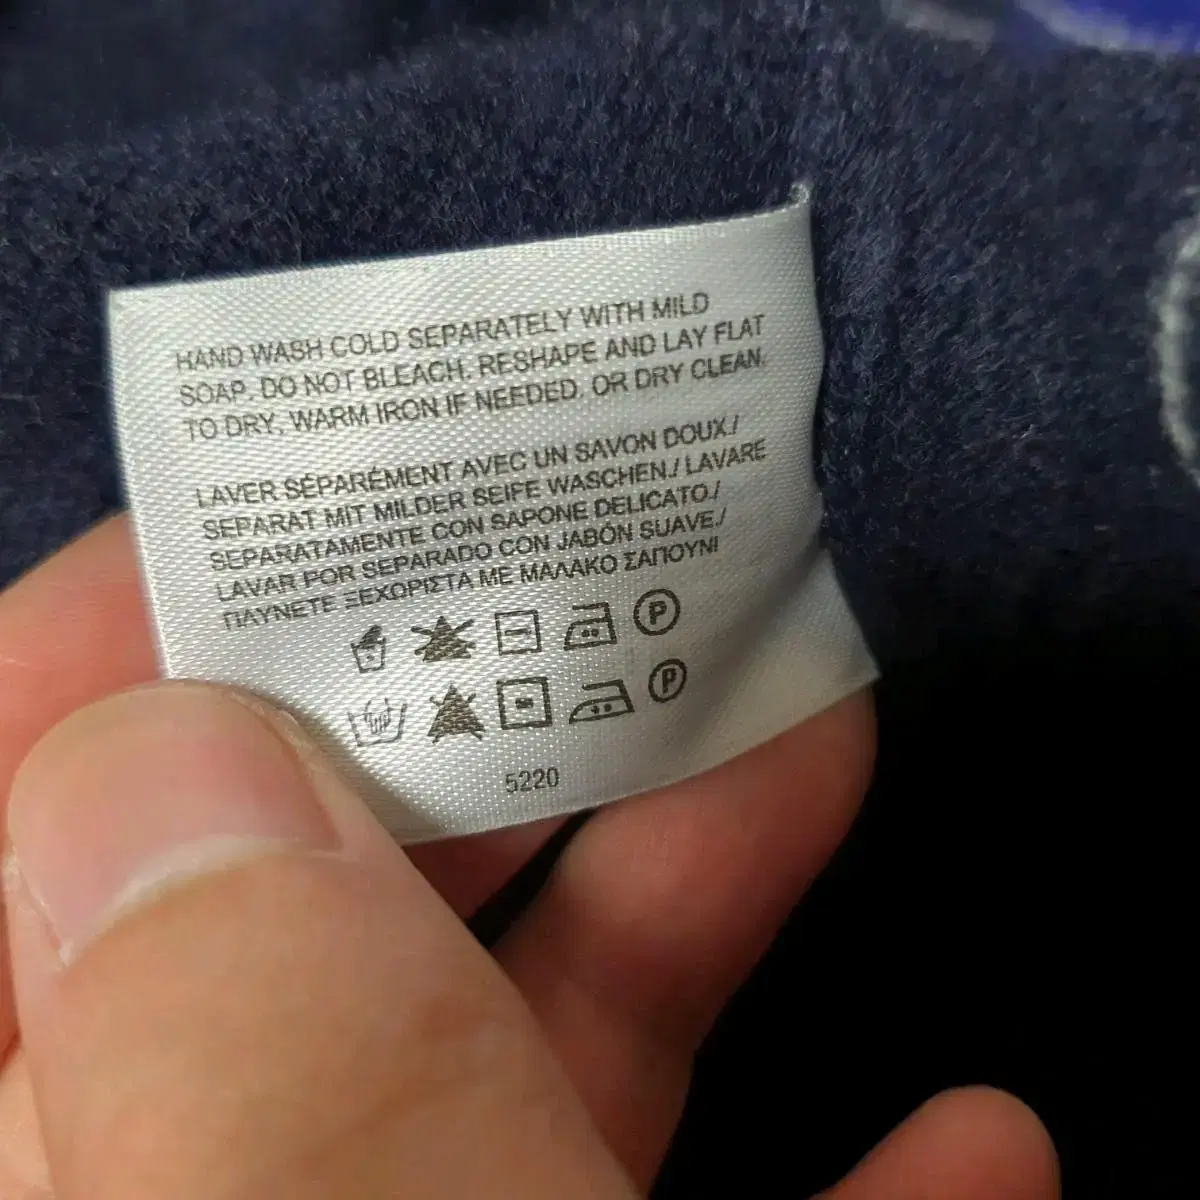 HAND WASH COLD SEPARATELY WITH MILD
SOAP. DO NOT BLEACH. RESHAPE AND LAY FLAT
TO DRY. WARM IRON IF NEEDED. OR DRY CLEAN.
LAVER SÉPARÉMENT AVEC UN SAVON DOUX./
SEPARAT MIT MILDER SEIFE WASCHEN./ LAVARE
SEPARATAMENTE CON SAPONE DELICATO./
LAVAR POR SEPARADO CON JABÓN SUAVE./
ΠΛΥΝΕΤΕ ΞΕΧΩΡΙΣΤΑ ΜΕ ΜΑΛΑΚΟ ΣΑΠΟΥΝΙ
P
P
5220